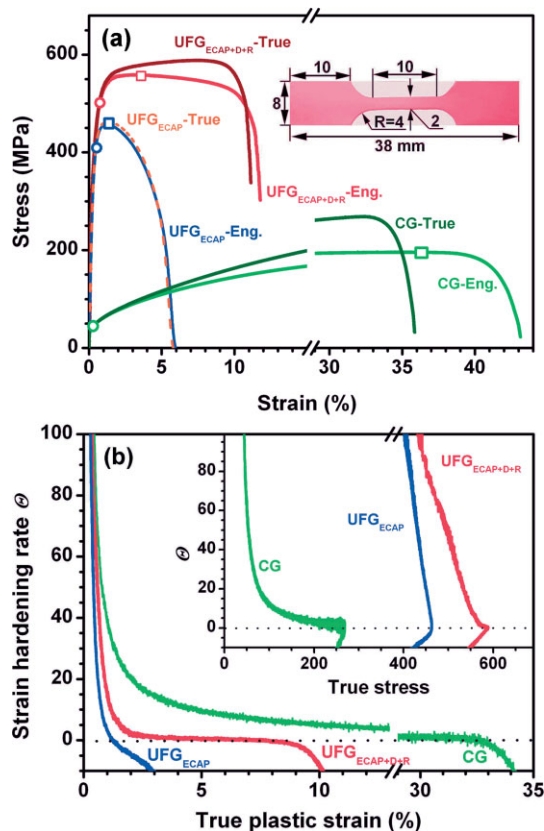 (a)
UFGECAP+D+R-True
600
10
10
UFGECAP-True
8
R=4
2
38 mm
400
Stress (MPa)
UFGECAP+D+R-Eng.
UFGECAP-Eng.
CG-True
200
CG-Eng.
0
0 5 10 30 35 40
Strain (%)
100
(b)
80
UFGECAP+D+R
80
60
UFGECAP
60
Θ
40
CG
Strain hardening rate Θ
20
40
0
0 200 400 600
True stress
20
0
UFGECAP
UFGECAP+D+R
CG
0 5 10 30 35
True plastic strain (%)